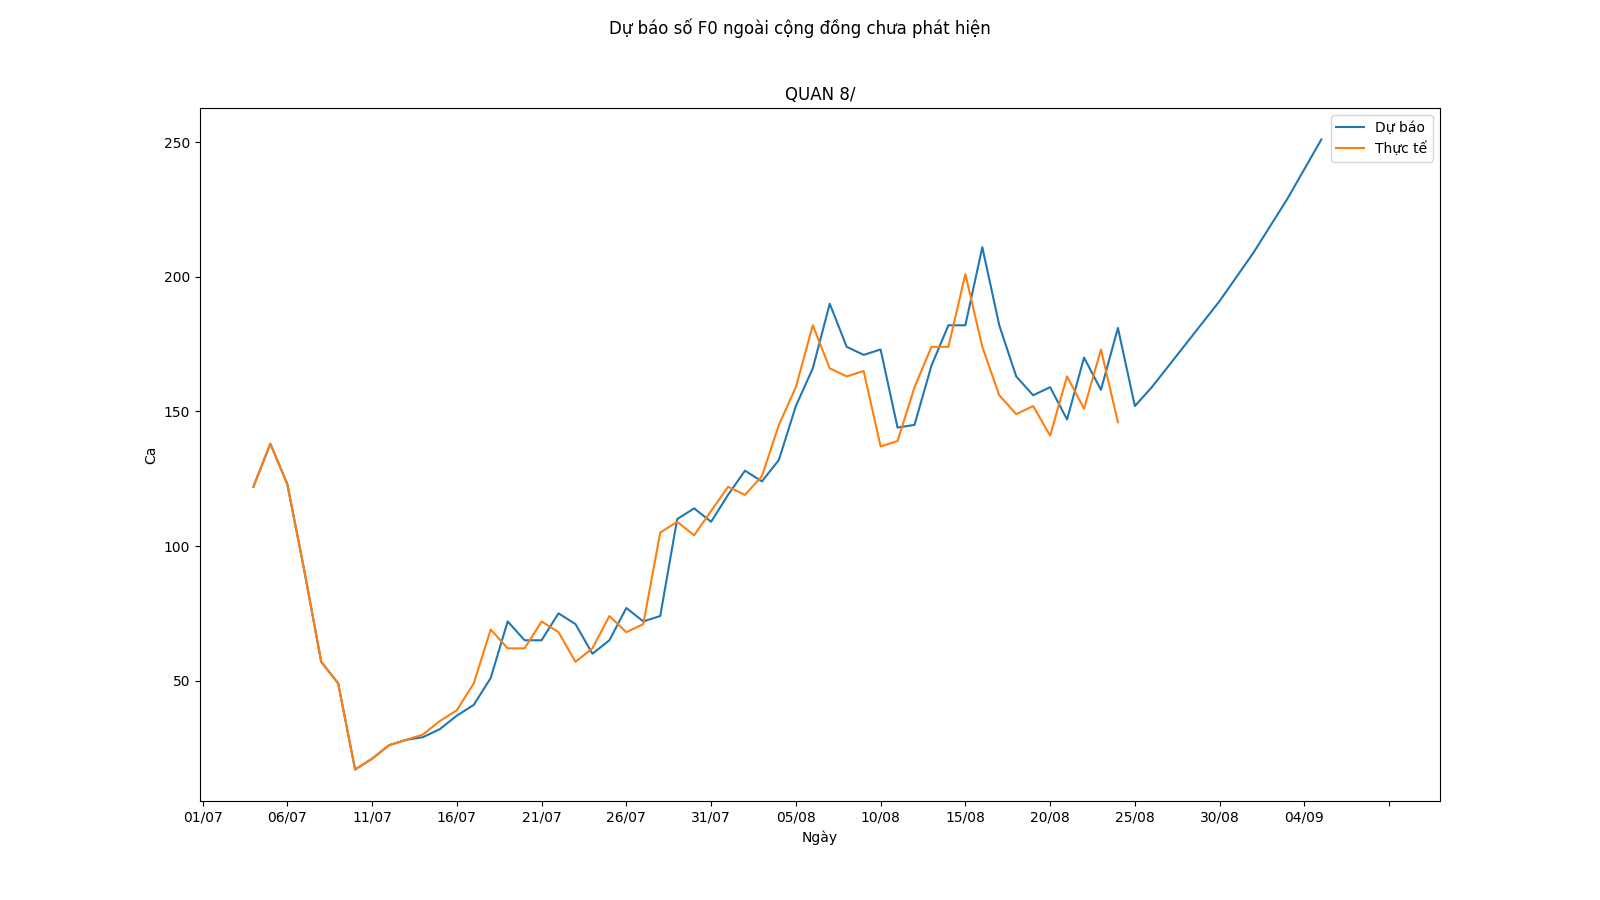 Dự báo số F0 ngoài cộng đồng chưa phát hiện
QUAN 8/
Dự báo
Thực tế
250
200
150
100
50
Ca
01/07 06/07 11/07 16/07 21/07 26/07 31/07 05/08 10/08 15/08 20/08 25/08 30/08 04/09
Ngày